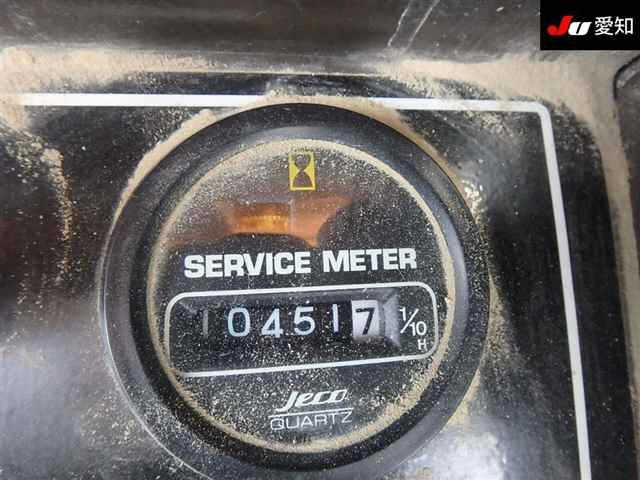 Ju 愛知
SERVICE METER
104517 1/10
H
Jeco
QUARTZ